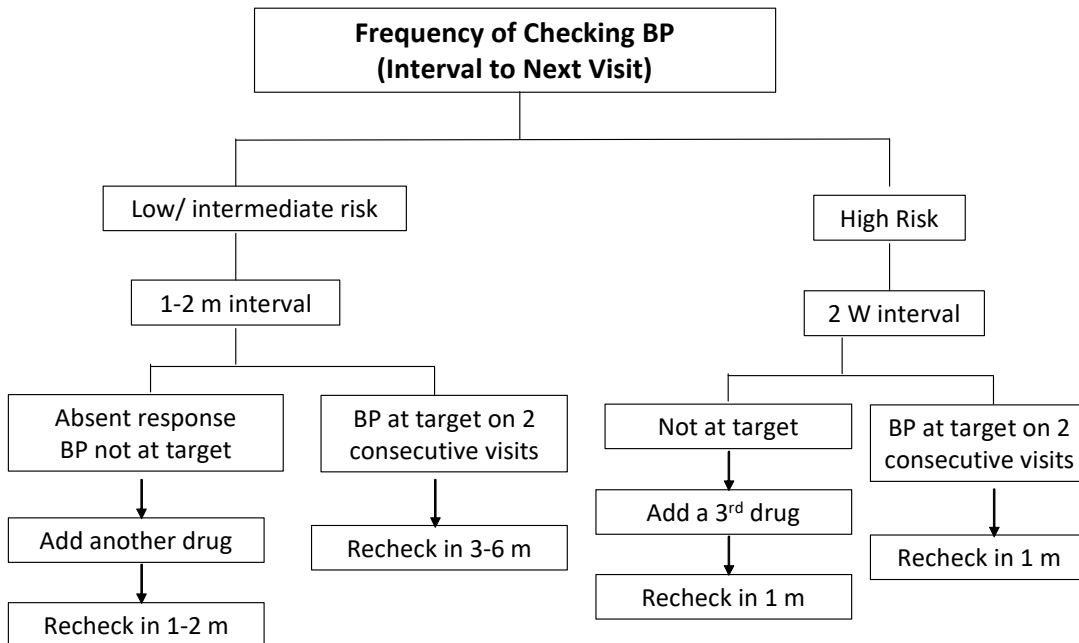 Frequency of Checking BP
(Interval to Next Visit)
Low/ intermediate risk
High Risk
1-2 m interval
2 W interval
Absent response
BP not at target
BP at target on 2
consecutive visits
Not at target
BP at target on 2
consecutive visits
Add another drug
Recheck in 3-6 m
Add a 3rd drug
Recheck in 1 m
Recheck in 1-2 m
Recheck in 1 m